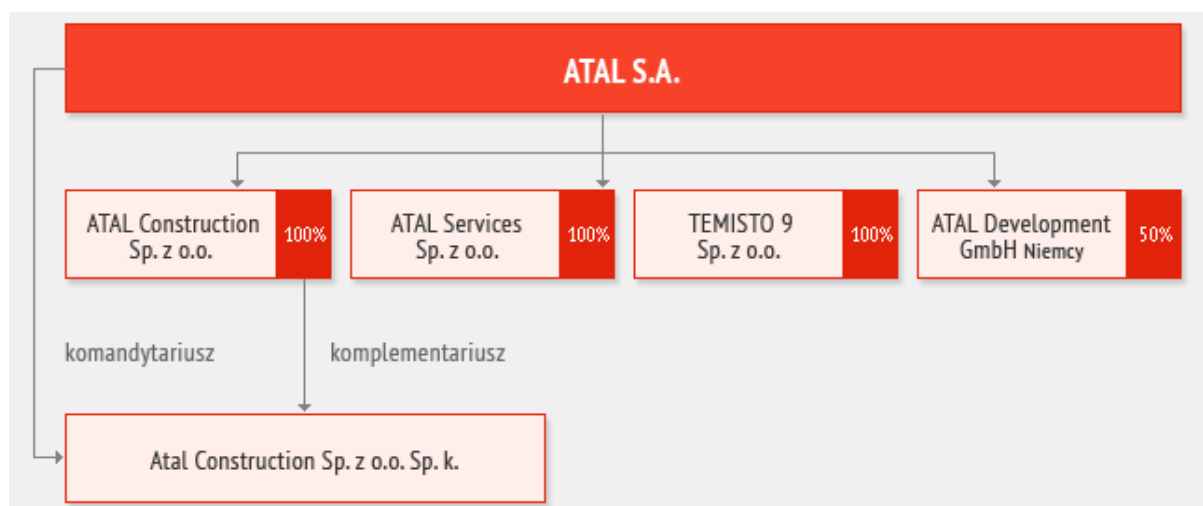 ATAL S.A.
ATAL Construction
Sp. z o.o.
100%
ATAL Services
Sp. z o.o.
100%
TEMISTO 9
Sp. z o.o.
100%
ATAL Development
GmbH Niemcy
50%
komandytariusz
komplementariusz
Atal Construction Sp. z o.o. Sp. k.